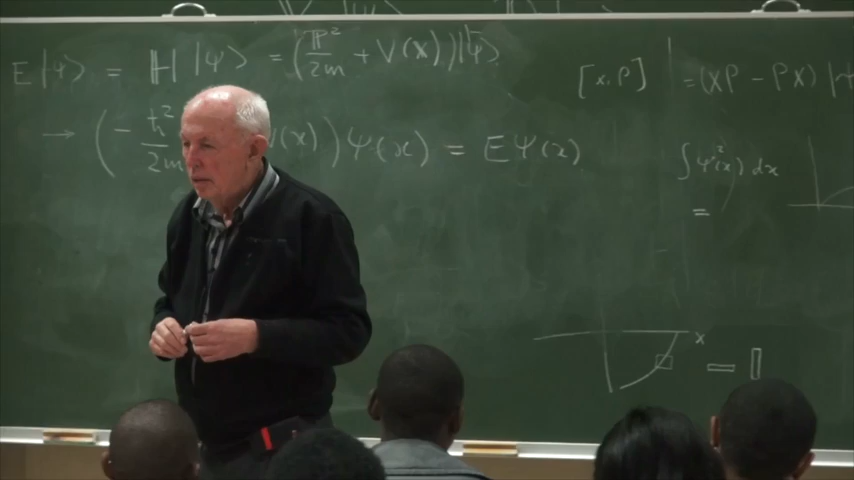 E|ψ> = H|ψ> = (P²/2m + V(X))|ψ>
[x,P] = (XP - PX)|
→ (-ħ²/2m (x))ψ(x) = Eψ(x)
∫ψ²(x)dx
=
x